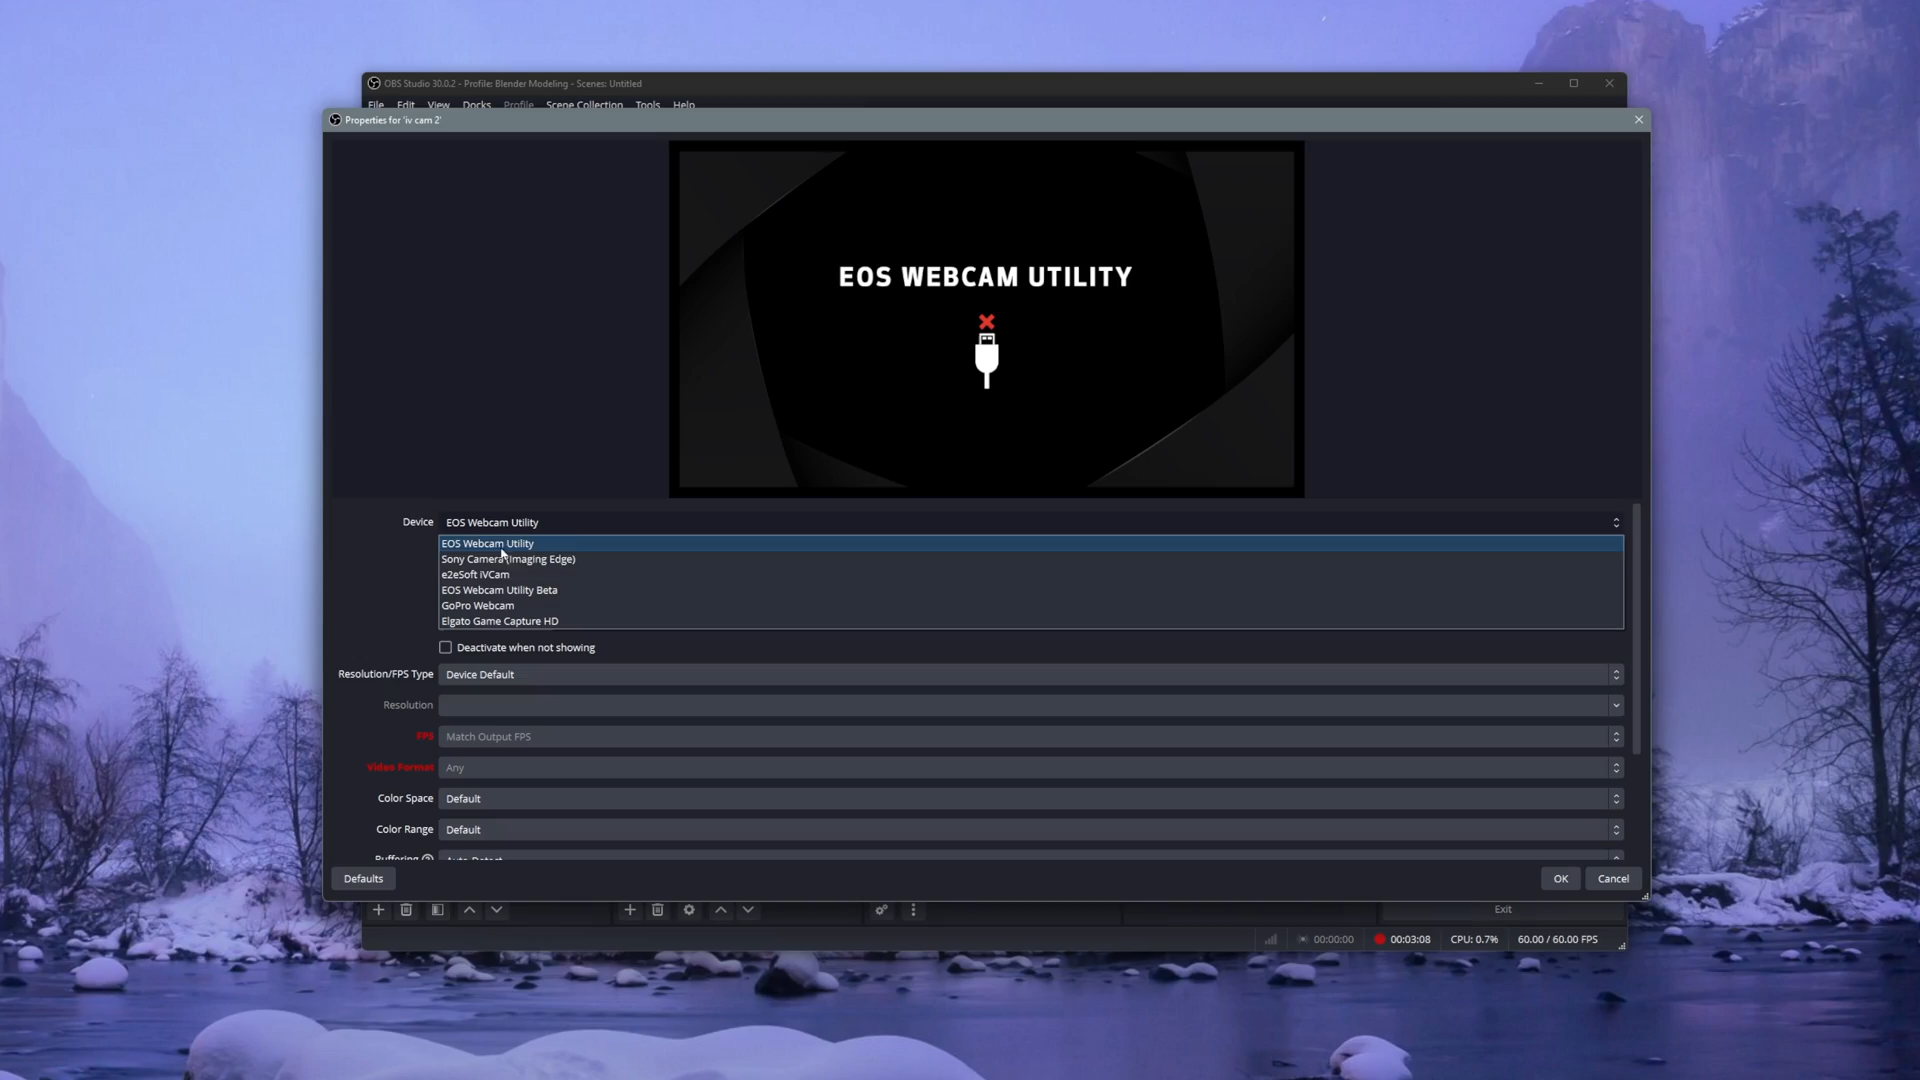 OBS Studio 30.0.2 - Profile: Blender Modeling - Scenes: Untitled
File Edit View Docks Profile Scene Collection Tools Help
Properties for 'iv cam 2'
EOS WEBCAM UTILITY
Device EOS Webcam Utility
EOS Webcam Utility
Sony Camera (Imaging Edge)
e2eSoft iVCam
EOS Webcam Utility Beta
GoPro Webcam
Elgato Game Capture HD
Deactivate when not showing
Resolution/FPS Type Device Default
Resolution
FPS Match Output FPS
Video Format Any
Color Space Default
Color Range Default
Buffering Auto-Detect
Defaults OK Cancel
Exit
00:00:00 00:03:08 CPU: 0.7% 60.00 / 60.00 FPS